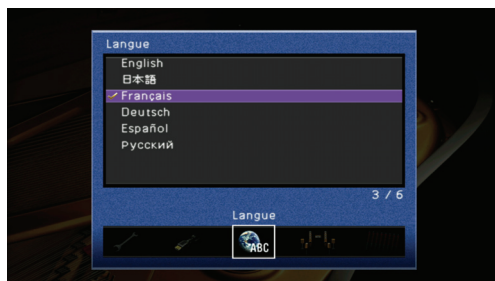 Langue
English
日本語
Français
Deutsch
Español
Русский
3 / 6
Langue
ABC